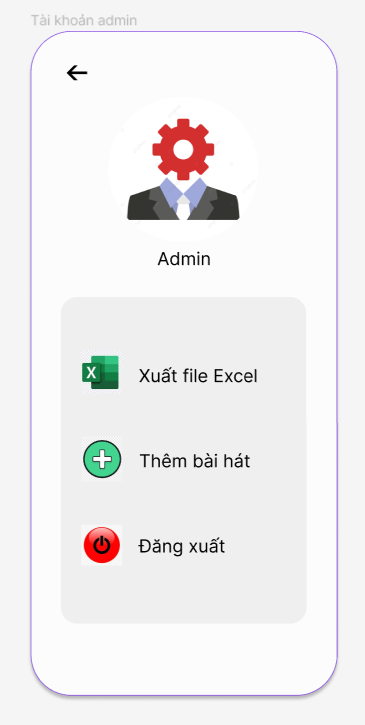 Tài khoản admin
Admin
X
Xuất file Excel
Thêm bài hát
Đăng xuất